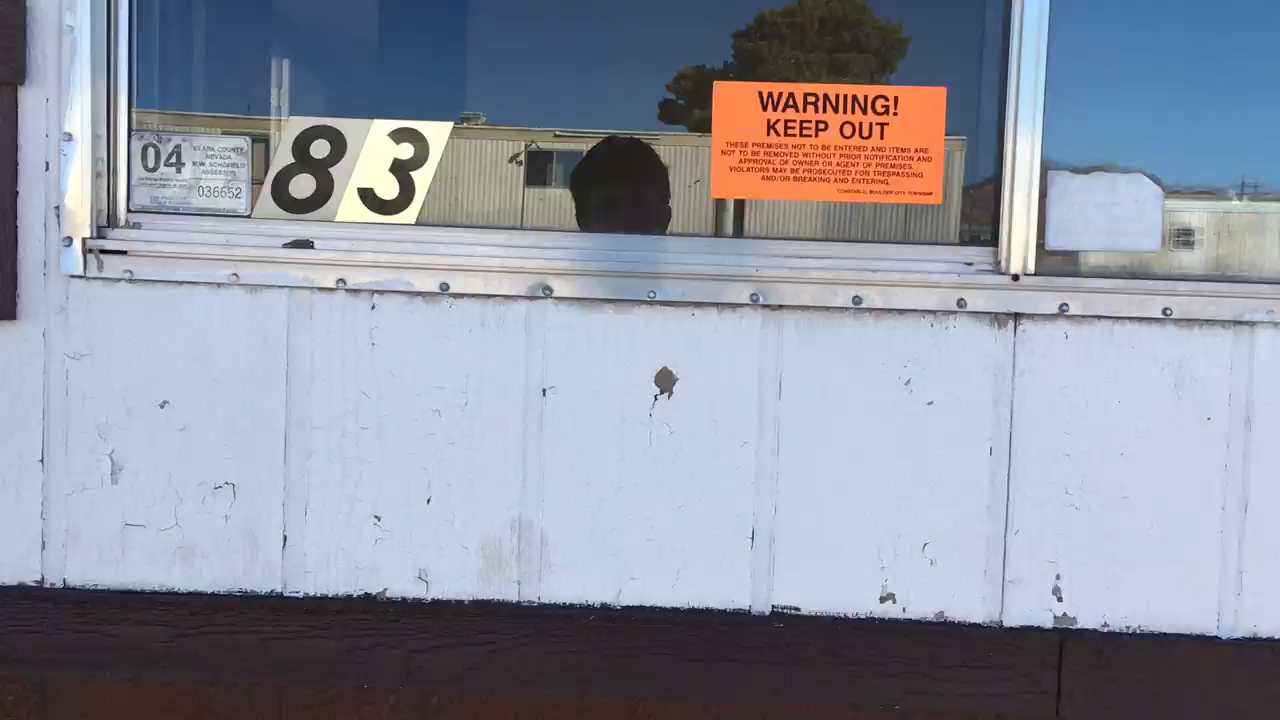 04
CLARK COUNTY
NEVADA
M.W. SCHOFIELD
ASSESSOR
036652
83
WARNING!
KEEP OUT
THESE PREMISES NOT TO BE ENTERED AND ITEMS ARE
NOT TO BE REMOVED WITHOUT PRIOR NOTIFICATION AND
APPROVAL OF OWNER OR AGENT OF PREMISES.
VIOLATORS MAY BE PROSECUTED FOR TRESPASSING
AND/OR BREAKING AND ENTERING.
CONSTABLE, BOULDER CITY TOWNSHIP